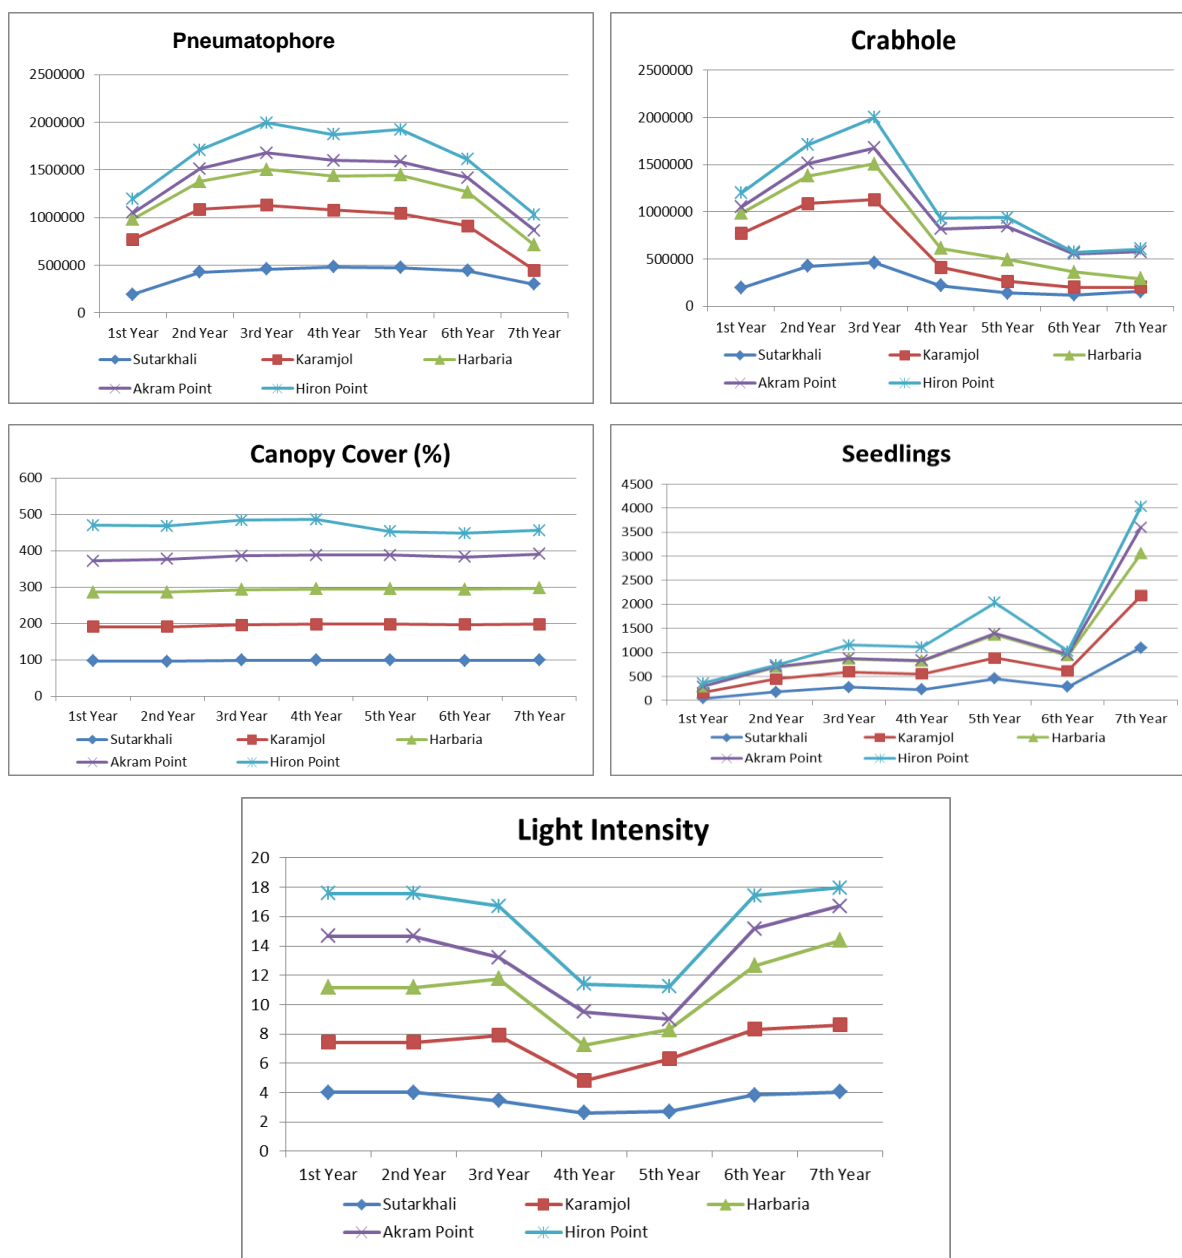 Pneumatophore
2500000
2000000
1500000
1000000
500000
0
1st Year 2nd Year 3rd Year 4th Year 5th Year 6th Year 7th Year
Sutarkhali Karamjol Harbaria
Akram Point Hiron Point
Crabhole
2500000
2000000
1500000
1000000
500000
0
1st Year 2nd Year 3rd Year 4th Year 5th Year 6th Year 7th Year
Sutarkhali Karamjol Harbaria
Akram Point Hiron Point
Canopy Cover (%)
600
500
400
300
200
100
0
1st Year 2nd Year 3rd Year 4th Year 5th Year 6th Year 7th Year
Sutarkhali Karamjol Harbaria
Akram Point Hiron Point
Seedlings
4500
4000
3500
3000
2500
2000
1500
1000
500
0
1st Year 2nd Year 3rd Year 4th Year 5th Year 6th Year 7th Year
Sutarkhali Karamjol Harbaria
Akram Point Hiron Point
Light Intensity
20
18
16
14
12
10
8
6
4
2
0
1st Year 2nd Year 3rd Year 4th Year 5th Year 6th Year 7th Year
Sutarkhali Karamjol Harbaria
Akram Point Hiron Point